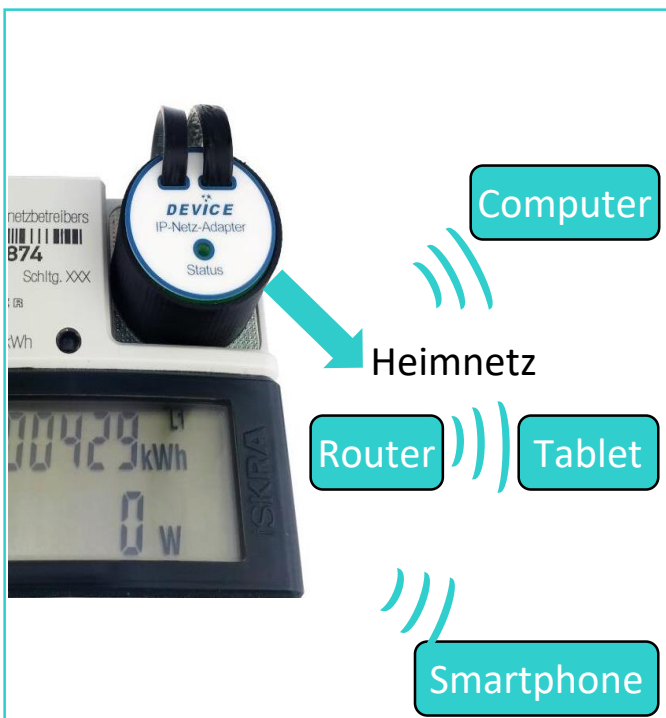 netzbetreibers
874
Schltg. XXX
kWh
DEVICE
IP-Netz-Adapter
Status
L1
00429 kWh
0 W
ISKRA
Computer
Heimnetz
Router
Tablet
Smartphone